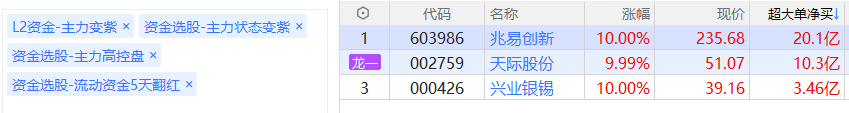 L2资金-主力变紫 × 资金选股-主力状态变紫 ×
资金选股-主力高控盘 ×
资金选股-流动资金5天翻红 ×
代码 名称 涨幅 现价 超大单净买↓
1 603986 兆易创新 10.00% 235.68 20.1亿
龙一 002759 天际股份 9.99% 51.07 10.3亿
3 000426 兴业银锡 10.00% 39.16 3.46亿